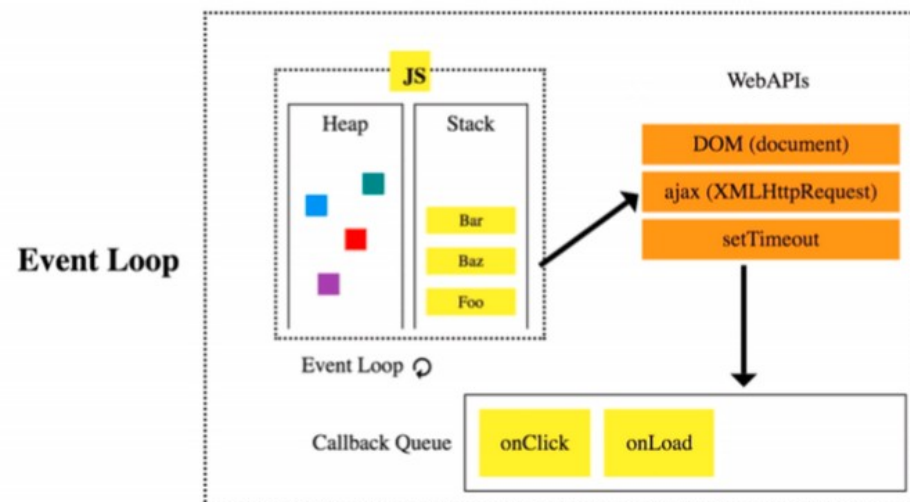 JS
WebAPIs
Heap
Stack
DOM (document)
ajax (XMLHttpRequest)
Bar
setTimeout
Event Loop
Baz
Foo
Event Loop
Callback Queue
onClick
onLoad